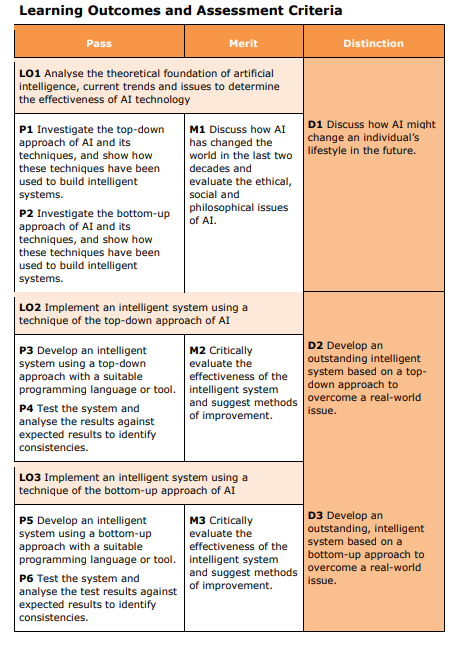 Learning Outcomes and Assessment Criteria
Pass
Merit
Distinction
LO1 Analyse the theoretical foundation of artificial
intelligence, current trends and issues to determine
the effectiveness of AI technology
P1 Investigate the top-down
approach of AI and its
techniques, and show how
these techniques have been
used to build intelligent
systems.
P2 Investigate the bottom-up
approach of AI and its
techniques, and show how
these techniques have been
used to build intelligent
systems.
M1 Discuss how AI
has changed the
world in the last two
decades and
evaluate the ethical,
social and
philosophical issues
of AI.
D1 Discuss how AI might
change an individual's
lifestyle in the future.
LO2 Implement an intelligent system using a
technique of the top-down approach of AI
P3 Develop an intelligent
system using a top-down
approach with a suitable
programming language or tool.
P4 Test the system and
analyse the results against
expected results to identify
consistencies.
M2 Critically
evaluate the
effectiveness of the
intelligent system
and suggest methods
of improvement.
D2 Develop an
outstanding intelligent
system based on a top-
down approach to
overcome a real-world
issue.
LO3 Implement an intelligent system using a
technique of the bottom-up approach of AI
P5 Develop an intelligent
system using a bottom-up
approach with a suitable
programming language or tool.
P6 Test the system and
analyse the test results against
expected results to identify
consistencies.
M3 Critically
evaluate the
effectiveness of the
intelligent system
and suggest methods
of improvement.
D3 Develop an
outstanding, intelligent
system based on a
bottom-up approach to
overcome a real-world
issue.